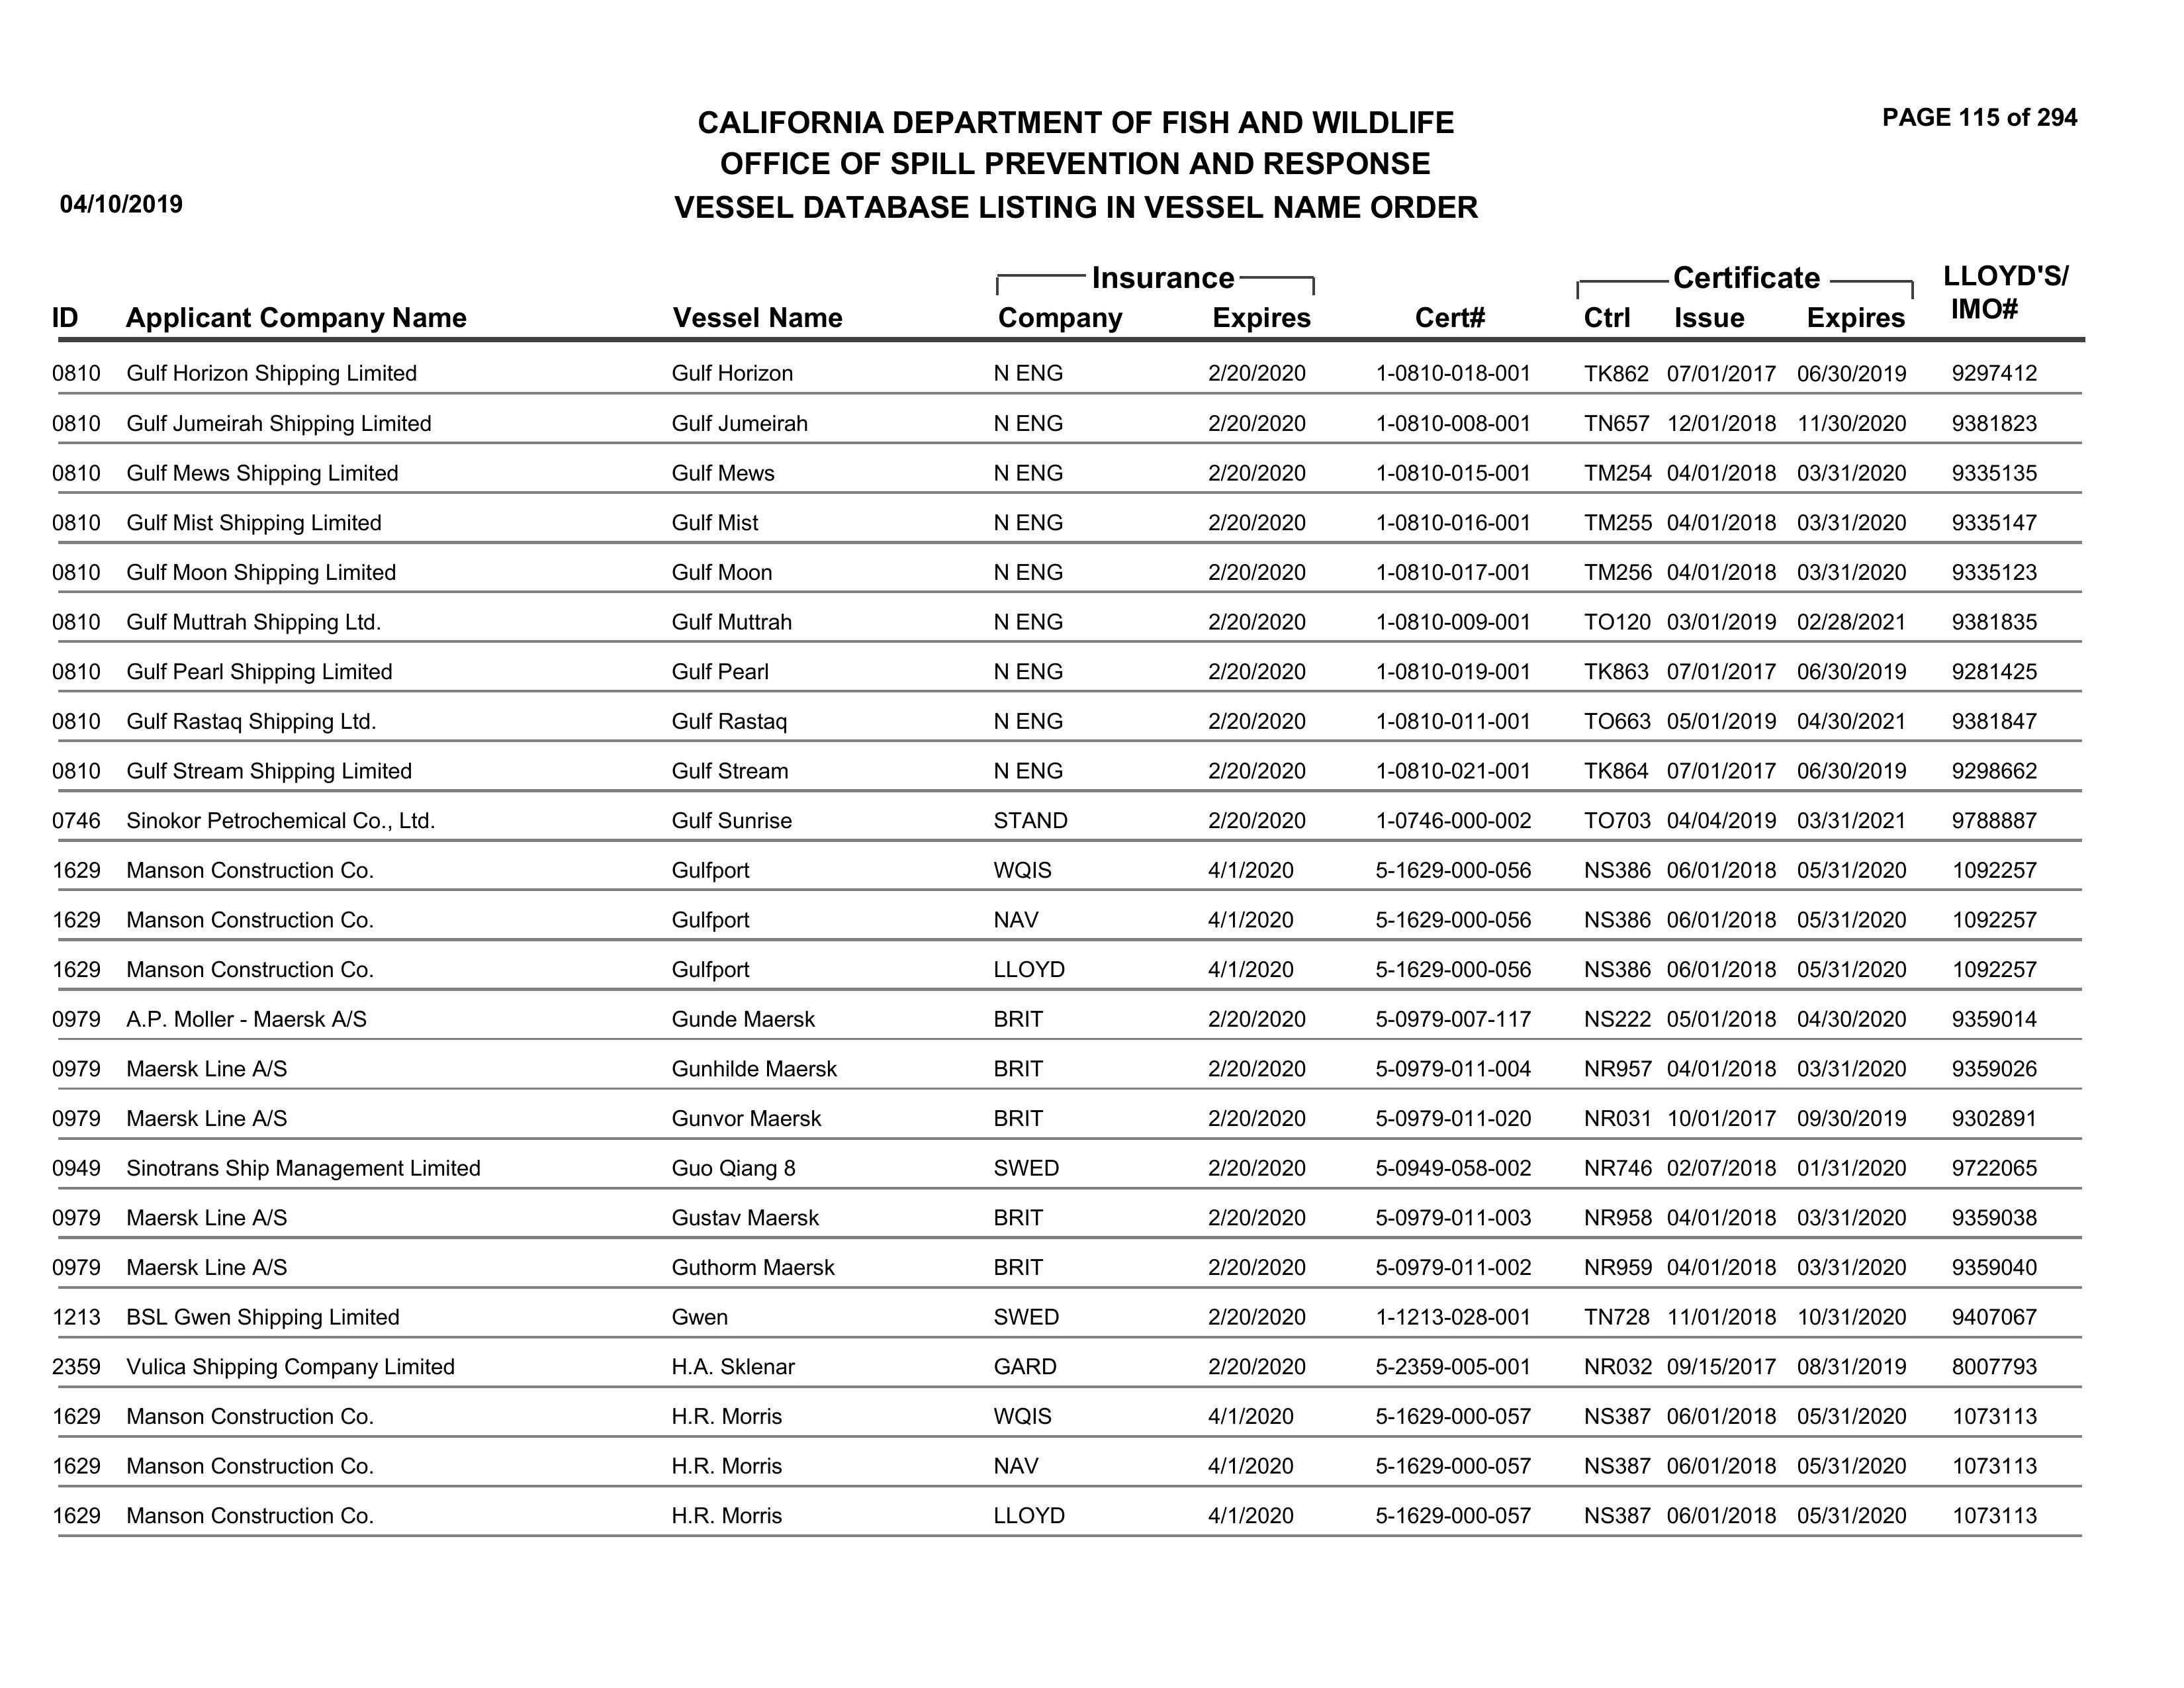 PAGE 115 of 294
CALIFORNIA DEPARTMENT OF FISH AND WILDLIFE
OFFICE OF SPILL PREVENTION AND RESPONSE
04/10/2019 VESSEL DATABASE LISTING IN VESSEL NAME ORDER
Insurance Certificate LLOYD'S/
ID Applicant Company Name Vessel Name Company Expires Cert# Ctrl Issue Expires IMO#
0810 Gulf Horizon Shipping Limited Gulf Horizon N ENG 2/20/2020 1-0810-018-001 TK862 07/01/2017 06/30/2019 9297412
0810 Gulf Jumeirah Shipping Limited Gulf Jumeirah N ENG 2/20/2020 1-0810-008-001 TN657 12/01/2018 11/30/2020 9381823
0810 Gulf Mews Shipping Limited Gulf Mews N ENG 2/20/2020 1-0810-015-001 TM254 04/01/2018 03/31/2020 9335135
0810 Gulf Mist Shipping Limited Gulf Mist N ENG 2/20/2020 1-0810-016-001 TM255 04/01/2018 03/31/2020 9335147
0810 Gulf Moon Shipping Limited Gulf Moon N ENG 2/20/2020 1-0810-017-001 TM256 04/01/2018 03/31/2020 9335123
0810 Gulf Muttrah Shipping Ltd. Gulf Muttrah N ENG 2/20/2020 1-0810-009-001 TO120 03/01/2019 02/28/2021 9381835
0810 Gulf Pearl Shipping Limited Gulf Pearl N ENG 2/20/2020 1-0810-019-001 TK863 07/01/2017 06/30/2019 9281425
0810 Gulf Rastaq Shipping Ltd. Gulf Rastaq N ENG 2/20/2020 1-0810-011-001 TO663 05/01/2019 04/30/2021 9381847
0810 Gulf Stream Shipping Limited Gulf Stream N ENG 2/20/2020 1-0810-021-001 TK864 07/01/2017 06/30/2019 9298662
0746 Sinokor Petrochemical Co., Ltd. Gulf Sunrise STAND 2/20/2020 1-0746-000-002 TO703 04/04/2019 03/31/2021 9788887
1629 Manson Construction Co. Gulfport WQIS 4/1/2020 5-1629-000-056 NS386 06/01/2018 05/31/2020 1092257
1629 Manson Construction Co. Gulfport NAV 4/1/2020 5-1629-000-056 NS386 06/01/2018 05/31/2020 1092257
1629 Manson Construction Co. Gulfport LLOYD 4/1/2020 5-1629-000-056 NS386 06/01/2018 05/31/2020 1092257
0979 A.P. Moller - Maersk A/S Gunde Maersk BRIT 2/20/2020 5-0979-007-117 NS222 05/01/2018 04/30/2020 9359014
0979 Maersk Line A/S Gunhilde Maersk BRIT 2/20/2020 5-0979-011-004 NR957 04/01/2018 03/31/2020 9359026
0979 Maersk Line A/S Gunvor Maersk BRIT 2/20/2020 5-0979-011-020 NR031 10/01/2017 09/30/2019 9302891
0949 Sinotrans Ship Management Limited Guo Qiang 8 SWED 2/20/2020 5-0949-058-002 NR746 02/07/2018 01/31/2020 9722065
0979 Maersk Line A/S Gustav Maersk BRIT 2/20/2020 5-0979-011-003 NR958 04/01/2018 03/31/2020 9359038
0979 Maersk Line A/S Guthorm Maersk BRIT 2/20/2020 5-0979-011-002 NR959 04/01/2018 03/31/2020 9359040
1213 BSL Gwen Shipping Limited Gwen SWED 2/20/2020 1-1213-028-001 TN728 11/01/2018 10/31/2020 9407067
2359 Vulica Shipping Company Limited H.A. Sklenar GARD 2/20/2020 5-2359-005-001 NR032 09/15/2017 08/31/2019 8007793
1629 Manson Construction Co. H.R. Morris WQIS 4/1/2020 5-1629-000-057 NS387 06/01/2018 05/31/2020 1073113
1629 Manson Construction Co. H.R. Morris NAV 4/1/2020 5-1629-000-057 NS387 06/01/2018 05/31/2020 1073113
1629 Manson Construction Co. H.R. Morris LLOYD 4/1/2020 5-1629-000-057 NS387 06/01/2018 05/31/2020 1073113